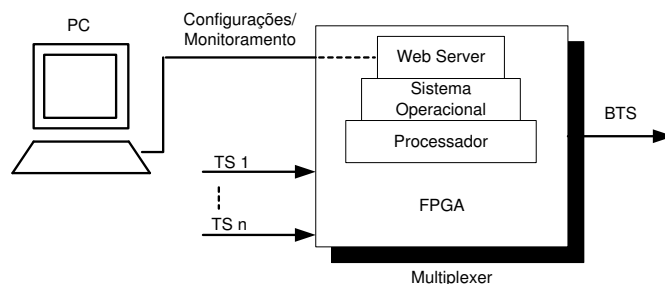 PC
Configurações/
Monitoramento
Web Server
Sistema
Operacional
Processador
BTS
TS 1
FPGA
TS n
Multiplexer